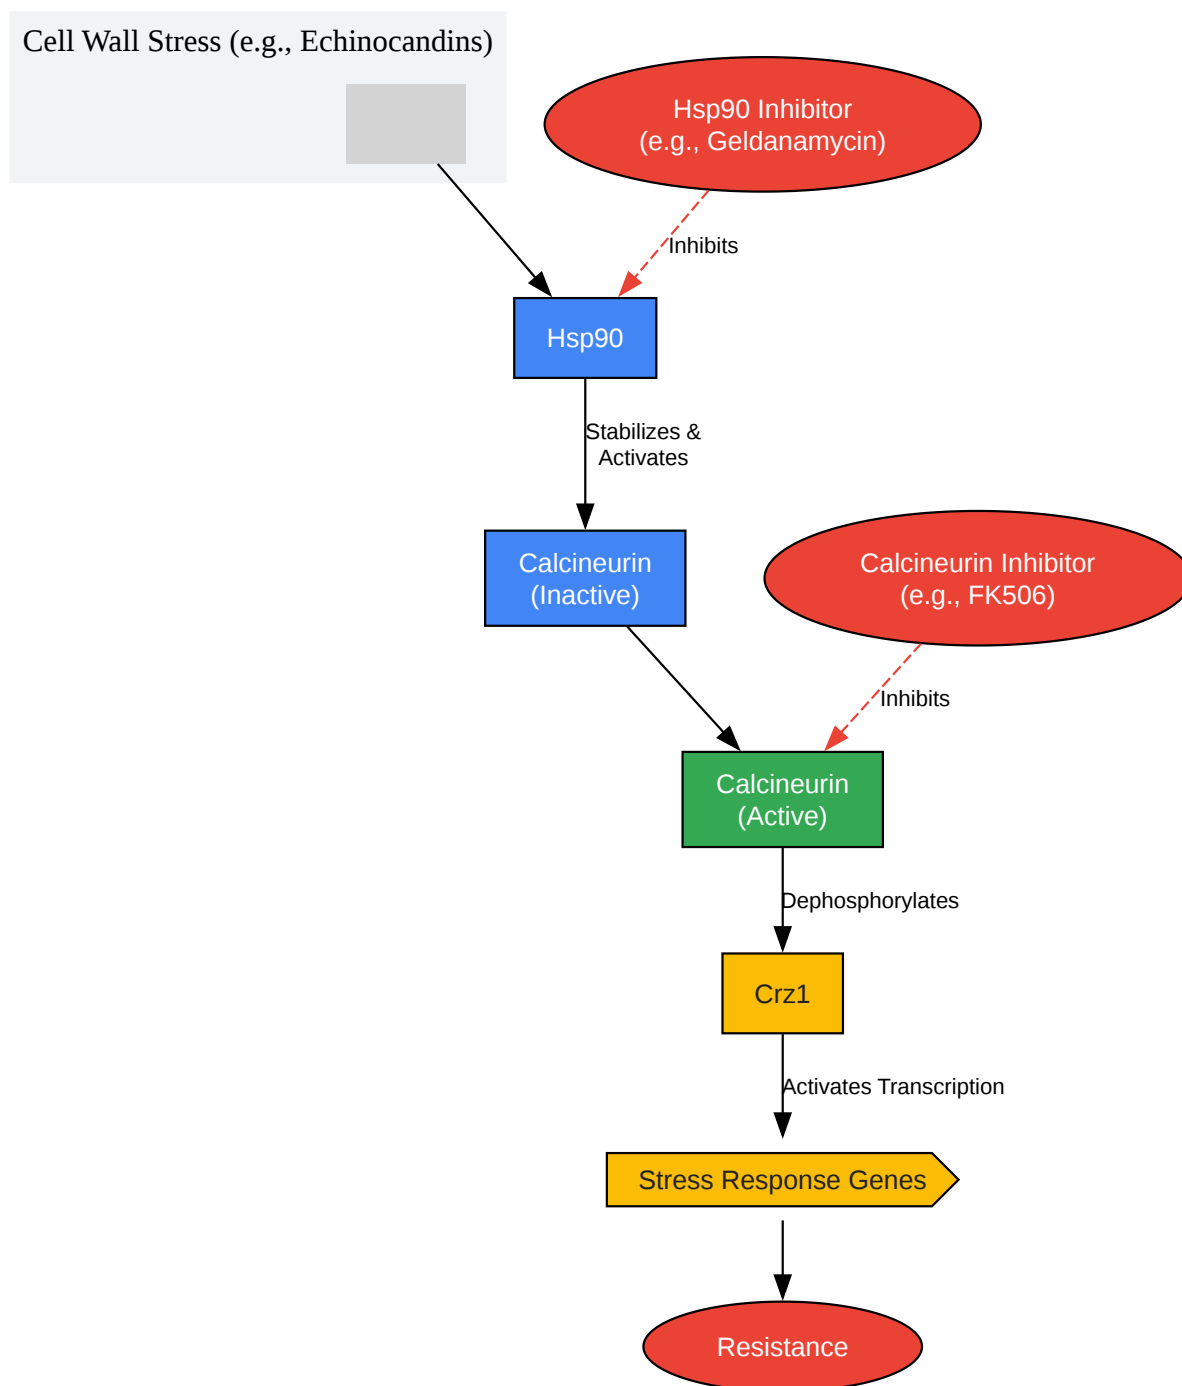 Cell Wall Stress (e.g., Echinocandins)
Hsp90 Inhibitor
(e.g., Geldanamycin)
Inhibits
Hsp90
Stabilizes &
Activates
Calcineurin
(Inactive)
Calcineurin Inhibitor
(e.g., FK506)
Inhibits
Calcineurin
(Active)
Dephosphorylates
Crz1
Activates Transcription
Stress Response Genes
Resistance